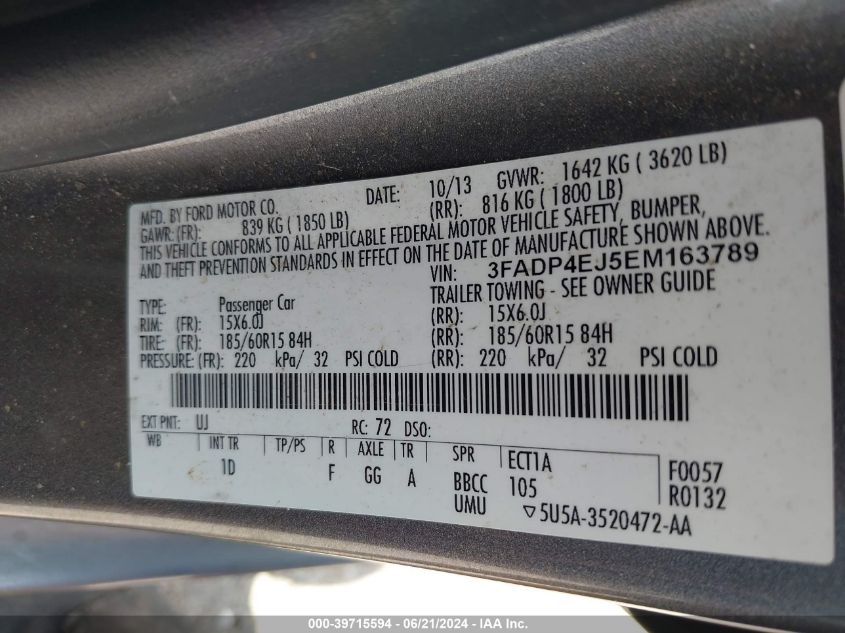 MFD. BY FORD MOTOR CO. DATE: 10/13 GVWR: 1642 KG ( 3620 LB)
GAWR: (FR): 839 KG ( 1850 LB) (RR): 816 KG ( 1800 LB)
THIS VEHICLE CONFORMS TO ALL APPLICABLE FEDERAL MOTOR VEHICLE SAFETY, BUMPER,
AND THEFT PREVENTION STANDARDS IN EFFECT ON THE DATE OF MANUFACTURE SHOWN ABOVE.
VIN: 3FADP4EJ5EM163789
TYPE: Passenger Car TRAILER TOWING - SEE OWNER GUIDE
RIM: (FR): 15X6.0J (RR): 15X6.0J
TIRE: (FR): 185/60R15 84H (RR): 185/60R15 84H
PRESSURE: (FR): 220 kPa/ 32 PSI COLD (RR): 220 kPa/ 32 PSI COLD
EXT PNT: UJ RC: 72 DSO:
WB INT TR TP/PS R AXLE TR SPR ECT1A F0057
1D F GG A BBCC 105 R0132
UMU ▽5U5A-3520472-AA
000-39715594 - 06/21/2024 - IAA Inc.